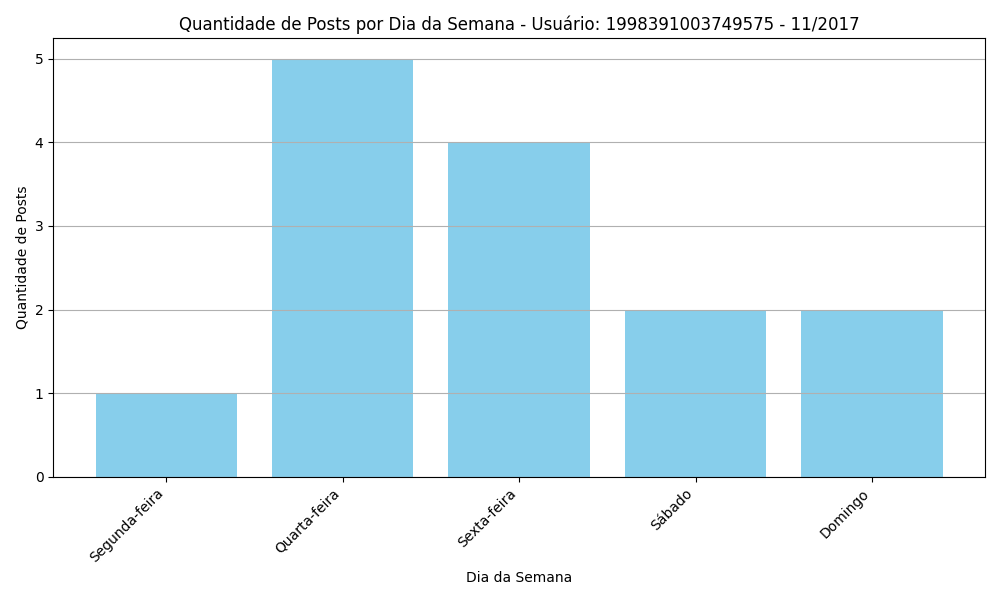 Quantidade de Posts por Dia da Semana - Usuário: 1998391003749575 - 11/2017
Quantidade de Posts
5
4
3
2
1
0
Segunda-feira
Quarta-feira
Sexta-feira
Sábado
Domingo
Dia da Semana